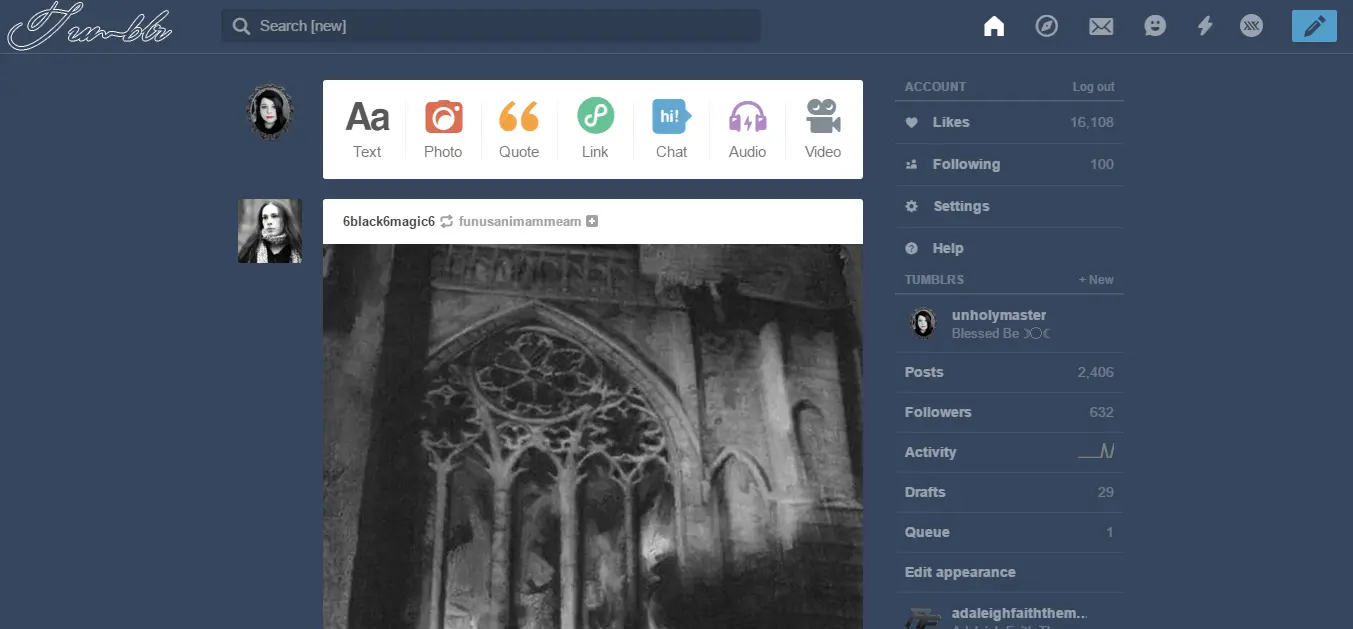 Tumblr
Search [new]
Aa
hi!
Text
Photo
Quote
Link
Chat
Audio
Video
6black6magic6 funusanimammeam
ACCOUNT Log out
Likes 16,108
Following 100
Settings
Help
TUMBLRS + New
unholymaster
Blessed Be ☽○☾
Posts 2,406
Followers 632
Activity
Drafts 29
Queue 1
Edit appearance
adaleighfaiththem...